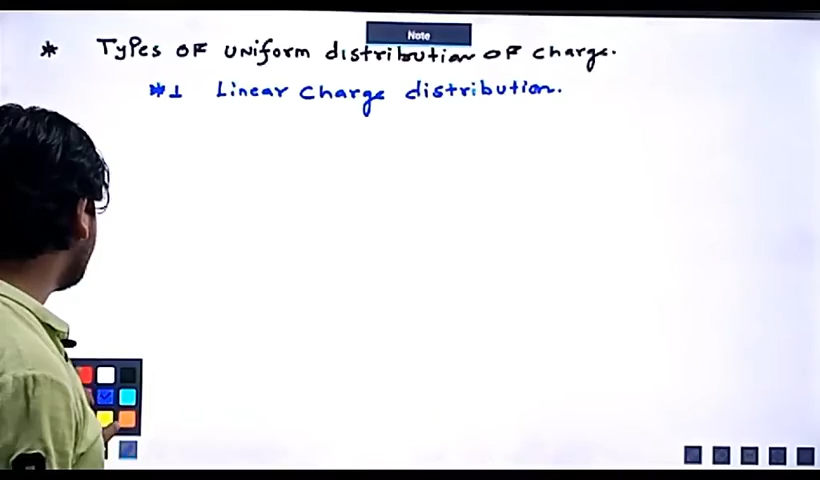 Note
* Types of uniform distribution of charge.
**1 Linear charge distribution.